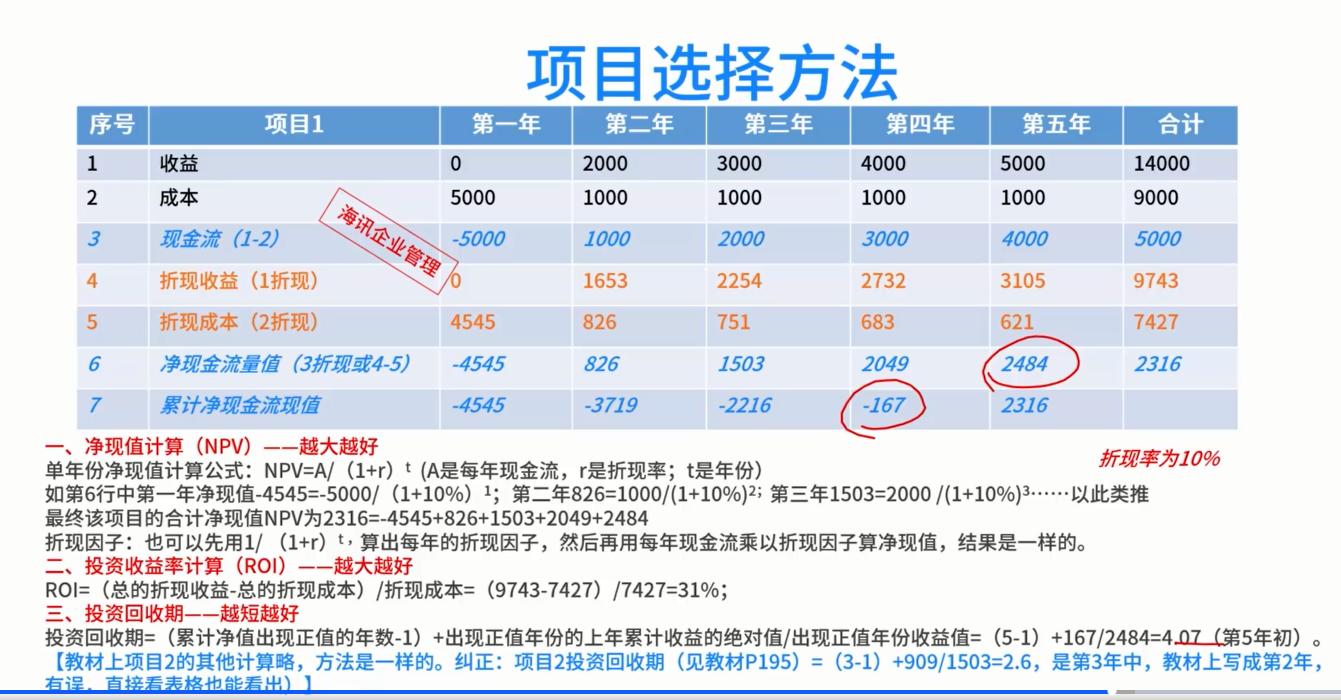 项目选择方法
序号 项目1 第一年 第二年 第三年 第四年 第五年 合计
1 收益 0 2000 3000 4000 5000 14000
2 成本 5000 1000 1000 1000 1000 9000
海讯企业管理
3 现金流（1-2） -5000 1000 2000 3000 4000 5000
4 折现收益（1折现） 0 1653 2254 2732 3105 9743
5 折现成本（2折现） 4545 826 751 683 621 7427
6 净现金流量值（3折现或4-5） -4545 826 1503 2049 2484 2316
7 累计净现金流现值 -4545 -3719 -2216 -167 2316
一、净现值计算（NPV）——越大越好
折现率为10%
单年份净现值计算公式：NPV=A/（1+r）ᵗ (A是每年现金流，r是折现率；t是年份）
如第6行中第一年净现值-4545=-5000/（1+10%）¹；第二年826=1000/(1+10%)²；第三年1503=2000 /(1+10%)³……以此类推
最终该项目的合计净现值NPV为2316=-4545+826+1503+2049+2484
折现因子：也可以先用1/ （1+r）ᵗ，算出每年的折现因子，然后再用每年现金流乘以折现因子算净现值，结果是一样的。
二、投资收益率计算（ROI）——越大越好
ROI=（总的折现收益-总的折现成本）/折现成本=（9743-7427）/7427=31%；
三、投资回收期——越短越好
投资回收期=（累计净值出现正值的年数-1）+出现正值年份的上年累计收益的绝对值/出现正值年份收益值=（5-1）+167/2484=4.07（第5年初）。
【教材上项目2的其他计算略，方法是一样的。纠正：项目2投资回收期（见教材P195）=（3-1）+909/1503=2.6，是第3年中，教材上写成第2年，
有误，直接看表格也能看出）】